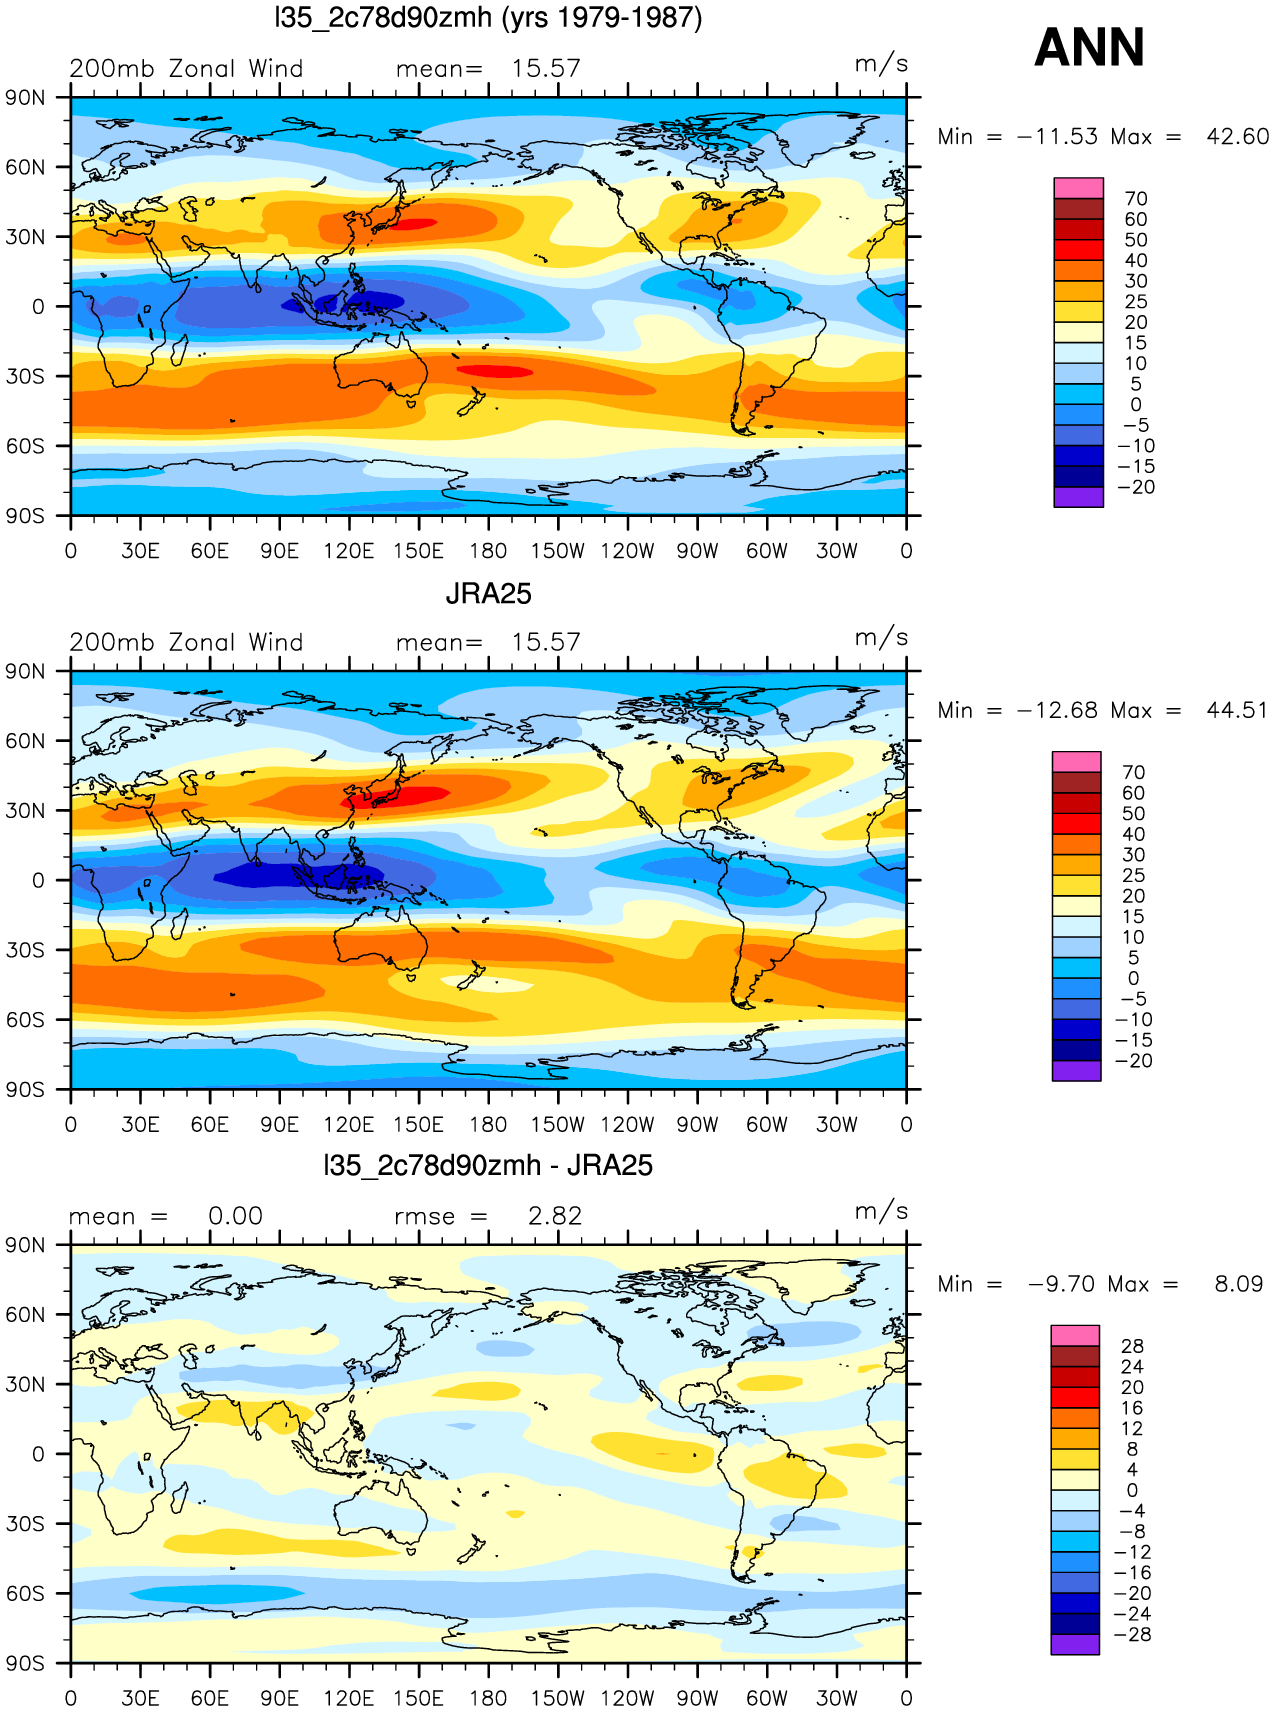 l35_2c78d90zmh (yrs 1979-1987)
ANN
200mb Zonal Wind mean= 15.57 m/s
Min = -11.53 Max = 42.60
90N
60N
30N
0
30S
60S
90S
0 30E 60E 90E 120E 150E 180 150W 120W 90W 60W 30W 0
70
60
50
40
30
25
20
15
10
5
0
-5
-10
-15
-20
JRA25
200mb Zonal Wind mean= 15.57 m/s
Min = -12.68 Max = 44.51
90N
60N
30N
0
30S
60S
90S
0 30E 60E 90E 120E 150E 180 150W 120W 90W 60W 30W 0
70
60
50
40
30
25
20
15
10
5
0
-5
-10
-15
-20
l35_2c78d90zmh - JRA25
mean = 0.00 rmse = 2.82 m/s
Min = -9.70 Max = 8.09
90N
60N
30N
0
30S
60S
90S
0 30E 60E 90E 120E 150E 180 150W 120W 90W 60W 30W 0
28
24
20
16
12
8
4
0
-4
-8
-12
-16
-20
-24
-28